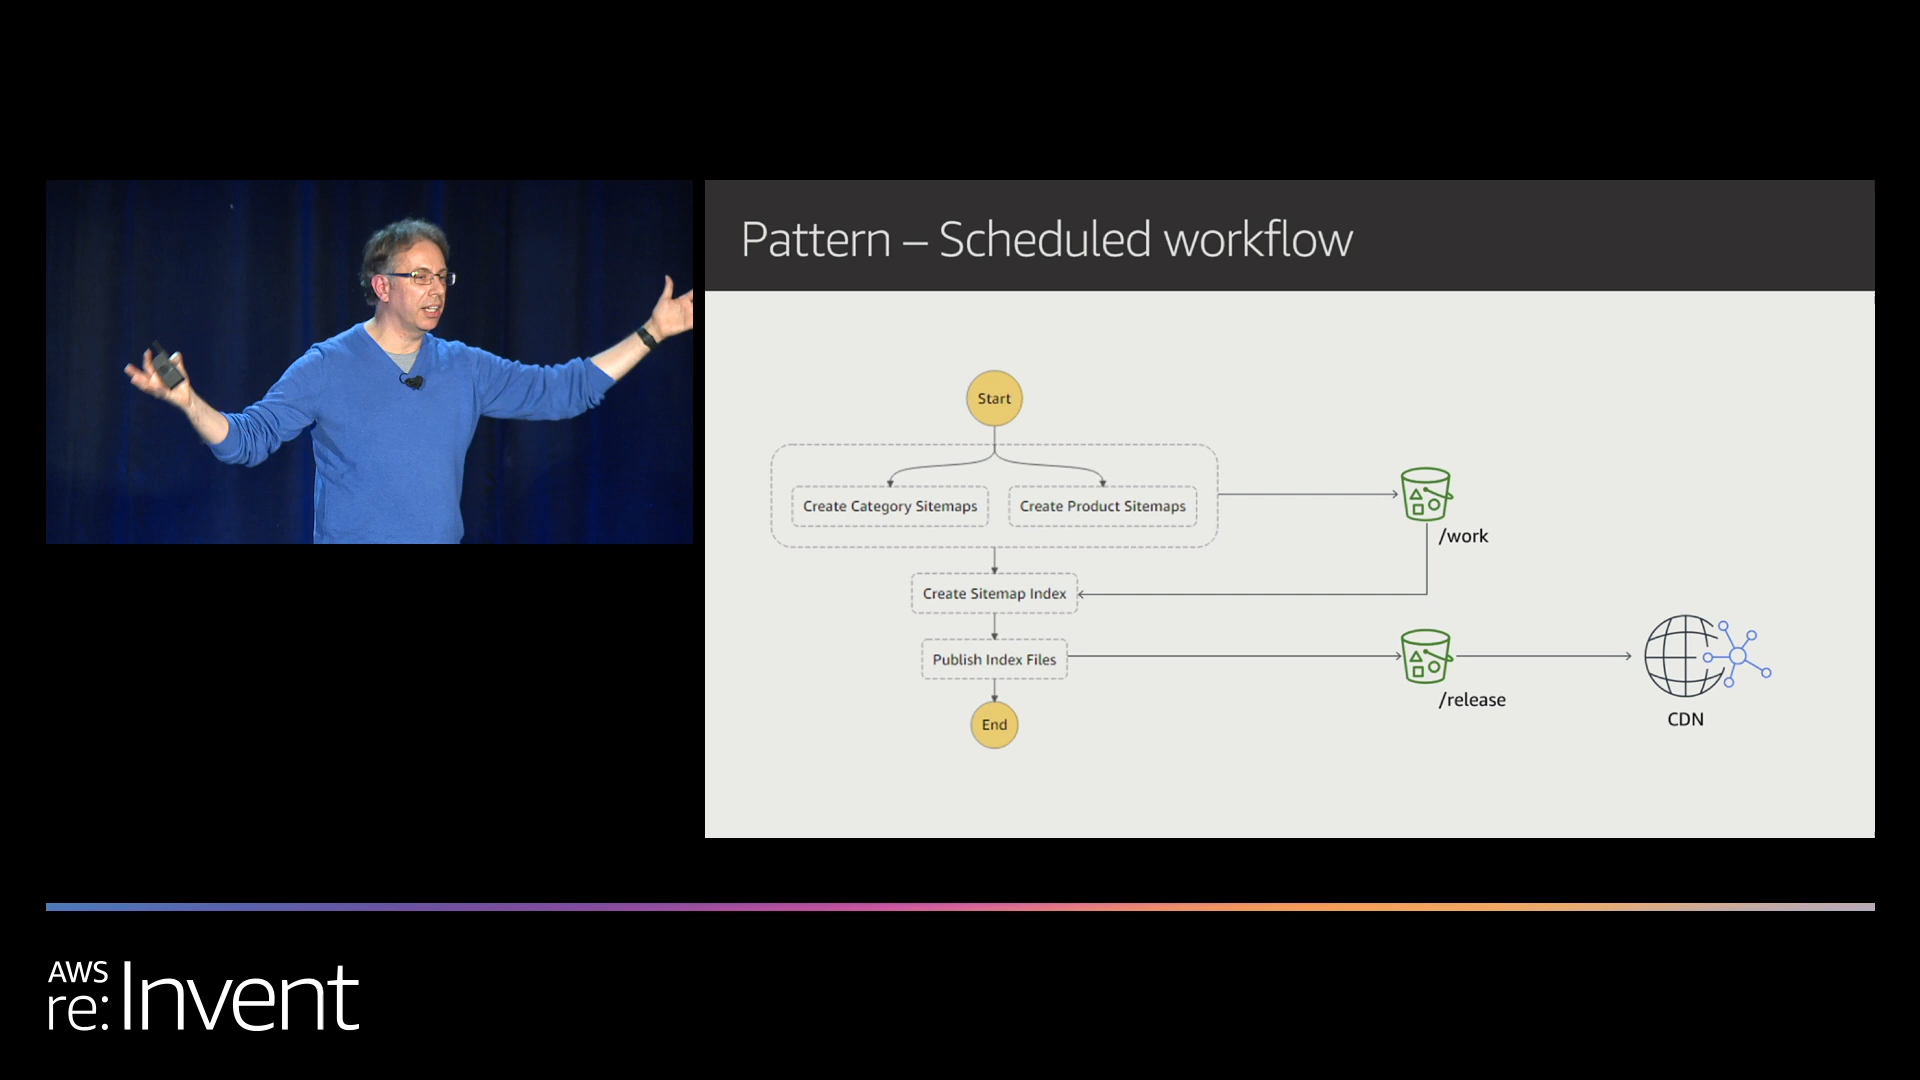 Pattern – Scheduled workflow
Start
Create Category Sitemaps
Create Product Sitemaps
/work
Create Sitemap Index
Publish Index Files
/release
CDN
End
AWS
re:Invent